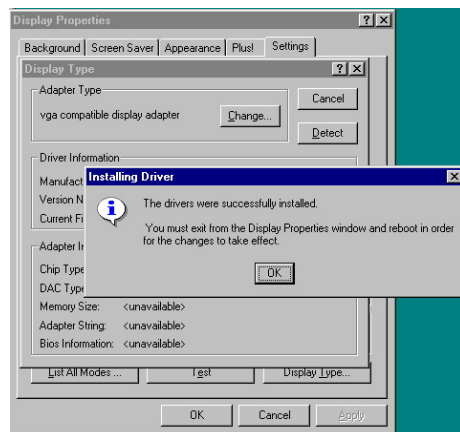 Display Properties
Background Screen Saver Appearance Plus! Settings
Display Type
Adapter Type
vga compatible display adapter
Change...
Cancel
Detect
Driver Information
Manufact
Version N
Current Fi
Installing Driver
The drivers were successfully installed.
You must exit from the Display Properties window and reboot in order
for the changes to take effect.
OK
Adapter Ir
Chip Type
DAC Type
Memory Size: <unavailable>
Adapter String: <unavailable>
Bios Information: <unavailable>
List All Modes ... Test Display Type...
OK Cancel Apply